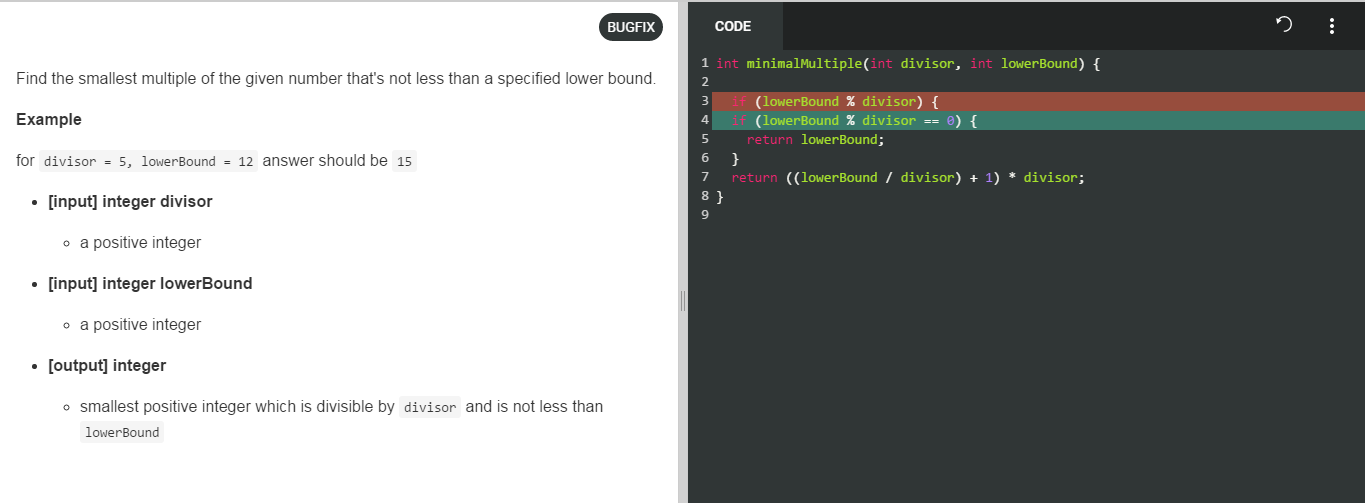 BUGFIX
Find the smallest multiple of the given number that's not less than a specified lower bound.
Example
for divisor = 5, lowerBound = 12 answer should be 15
• [input] integer divisor
◦ a positive integer
• [input] integer lowerBound
◦ a positive integer
• [output] integer
◦ smallest positive integer which is divisible by divisor and is not less than
lowerBound
CODE
1 int minimalMultiple(int divisor, int lowerBound) {
2
3   if (lowerBound % divisor) {
4   if (lowerBound % divisor == 0) {
5     return lowerBound;
6   }
7   return ((lowerBound / divisor) + 1) * divisor;
8 }
9